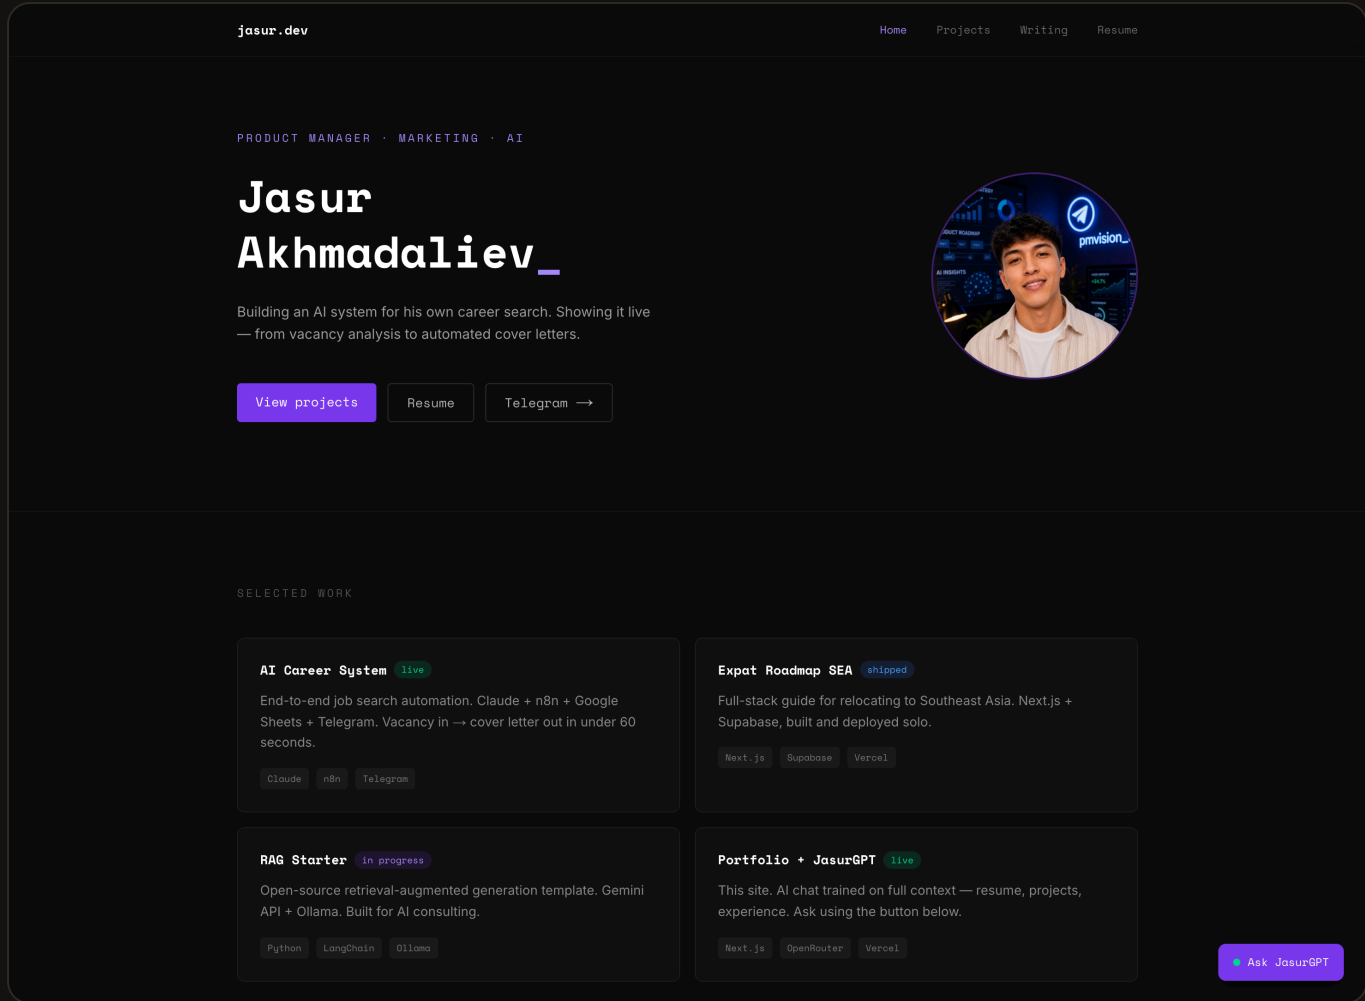 jasur.dev
Home
Projects
Writing
Resume
PRODUCT MANAGER · MARKETING · AI
Jasur
Akhmadaliev_
pmvision_
AI INSIGHTS
Building an AI system for his own career search. Showing it live
— from vacancy analysis to automated cover letters.
View projects
Resume
Telegram →
SELECTED WORK
AI Career System
live
End-to-end job search automation. Claude + n8n + Google
Sheets + Telegram. Vacancy in → cover letter out in under 60
seconds.
Claude
n8n
Telegram
Expat Roadmap SEA
shipped
Full-stack guide for relocating to Southeast Asia. Next.js +
Supabase, built and deployed solo.
Next.js
Supabase
Vercel
RAG Starter
in progress
Open-source retrieval-augmented generation template. Gemini
API + Ollama. Built for AI consulting.
Python
LangChain
Ollama
Portfolio + JasurGPT
live
This site. AI chat trained on full context — resume, projects,
experience. Ask using the button below.
Next.js
OpenRouter
Vercel
Ask JasurGPT